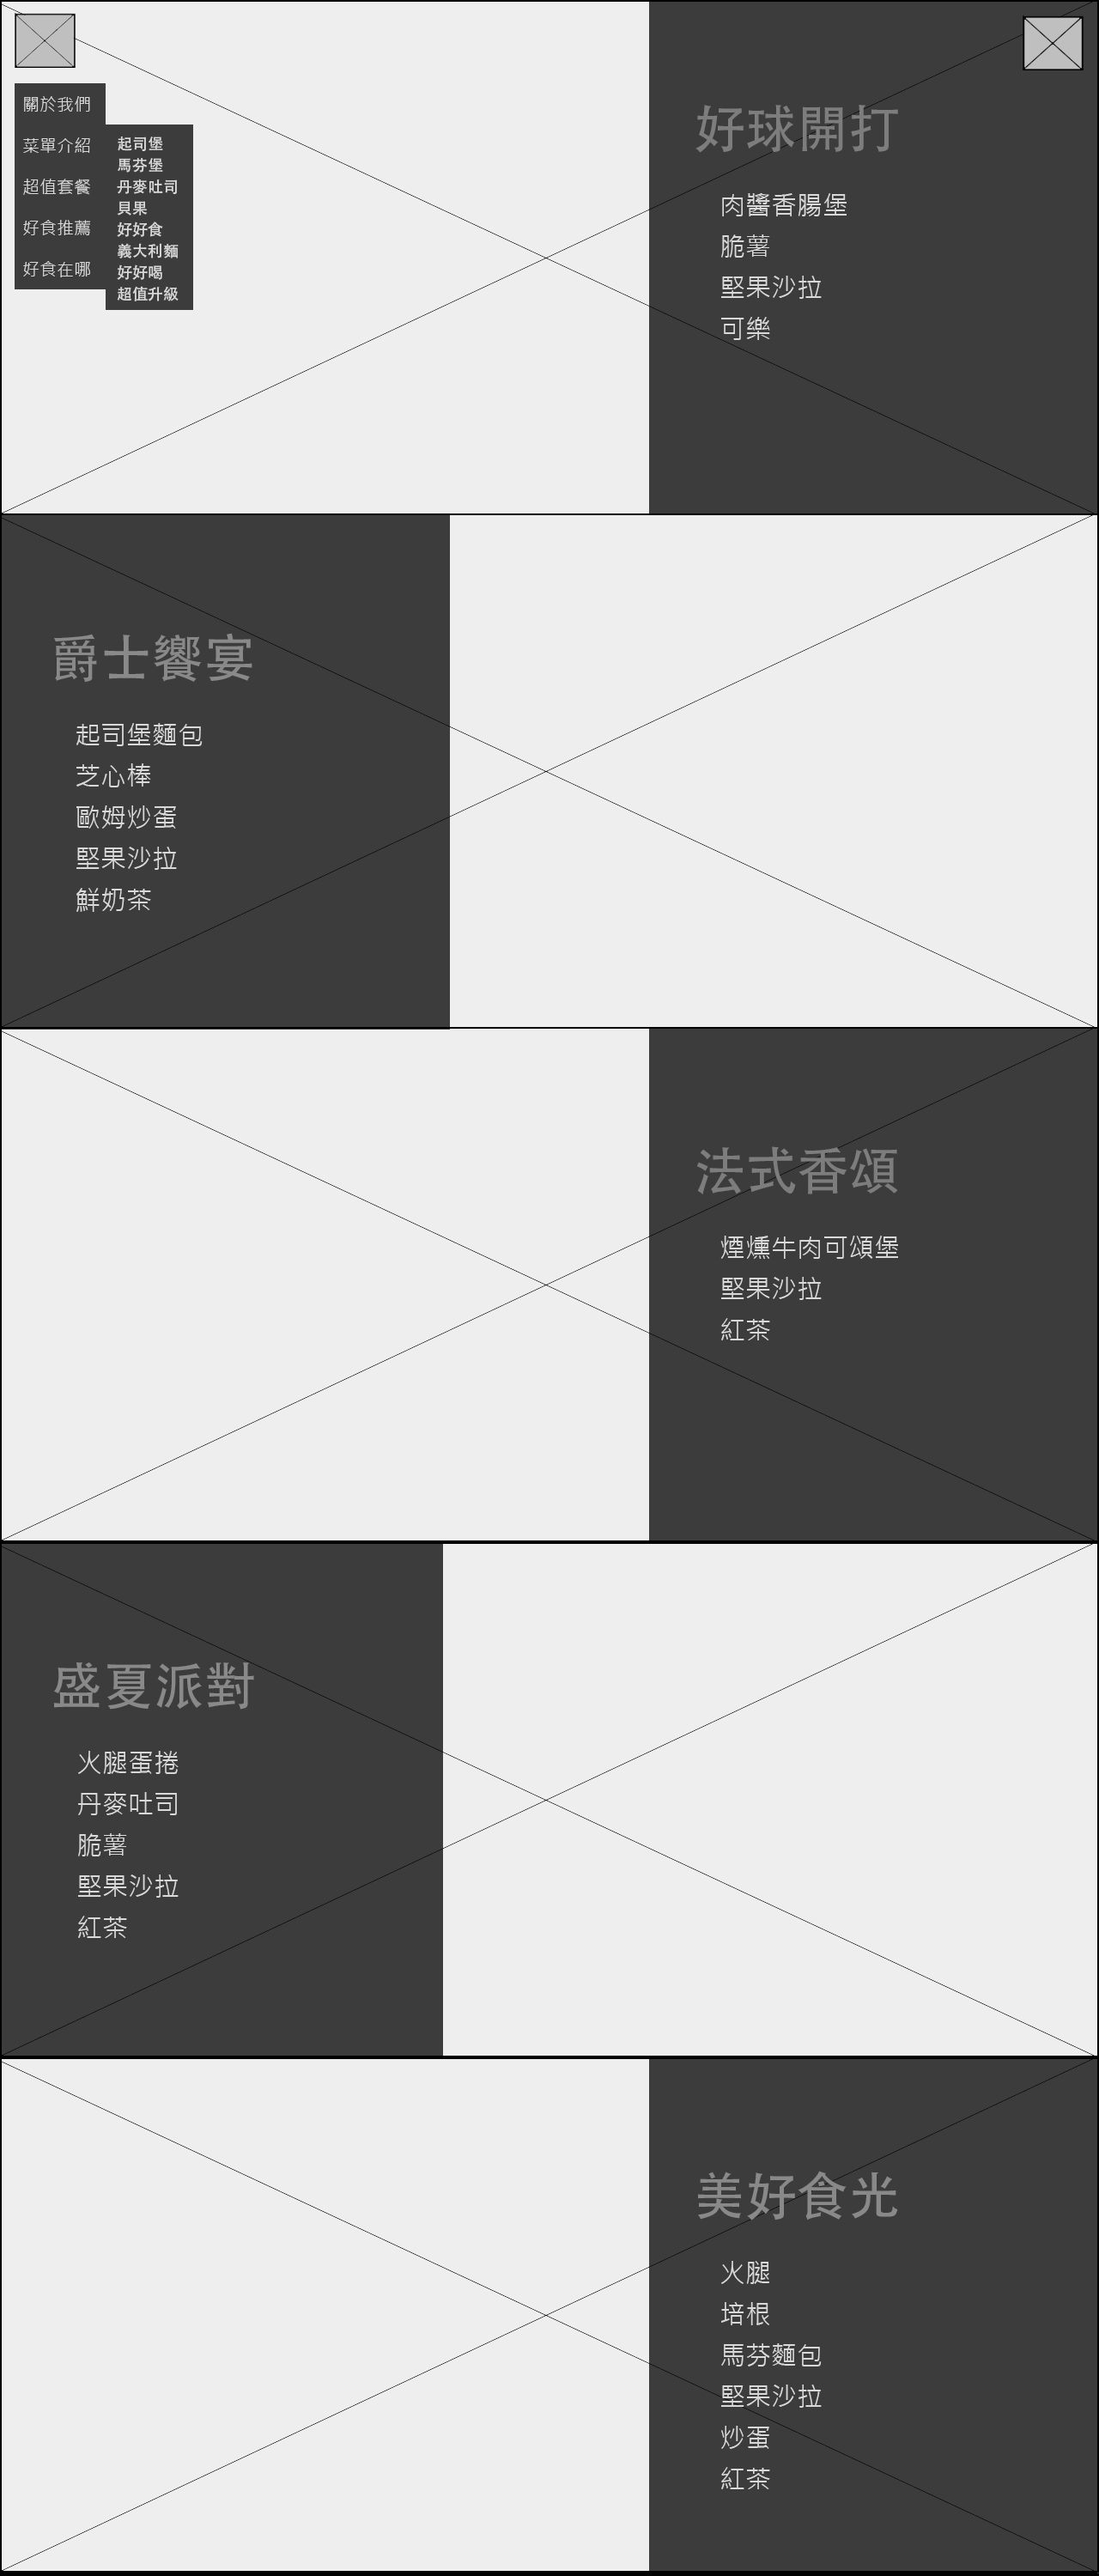 關於我們
菜單介紹
超值套餐
好食推薦
好食在哪
起司堡
馬芬堡
丹麥吐司
貝果
好好食
義大利麵
好好喝
超值升級
好球開打
肉醬香腸堡
脆薯
堅果沙拉
可樂
爵士饗宴
起司堡麵包
芝心棒
歐姆炒蛋
堅果沙拉
鮮奶茶
法式香頌
煙燻牛肉可頌堡
堅果沙拉
紅茶
盛夏派對
火腿蛋捲
丹麥吐司
脆薯
堅果沙拉
紅茶
美好食光
火腿
培根
馬芬麵包
堅果沙拉
炒蛋
紅茶